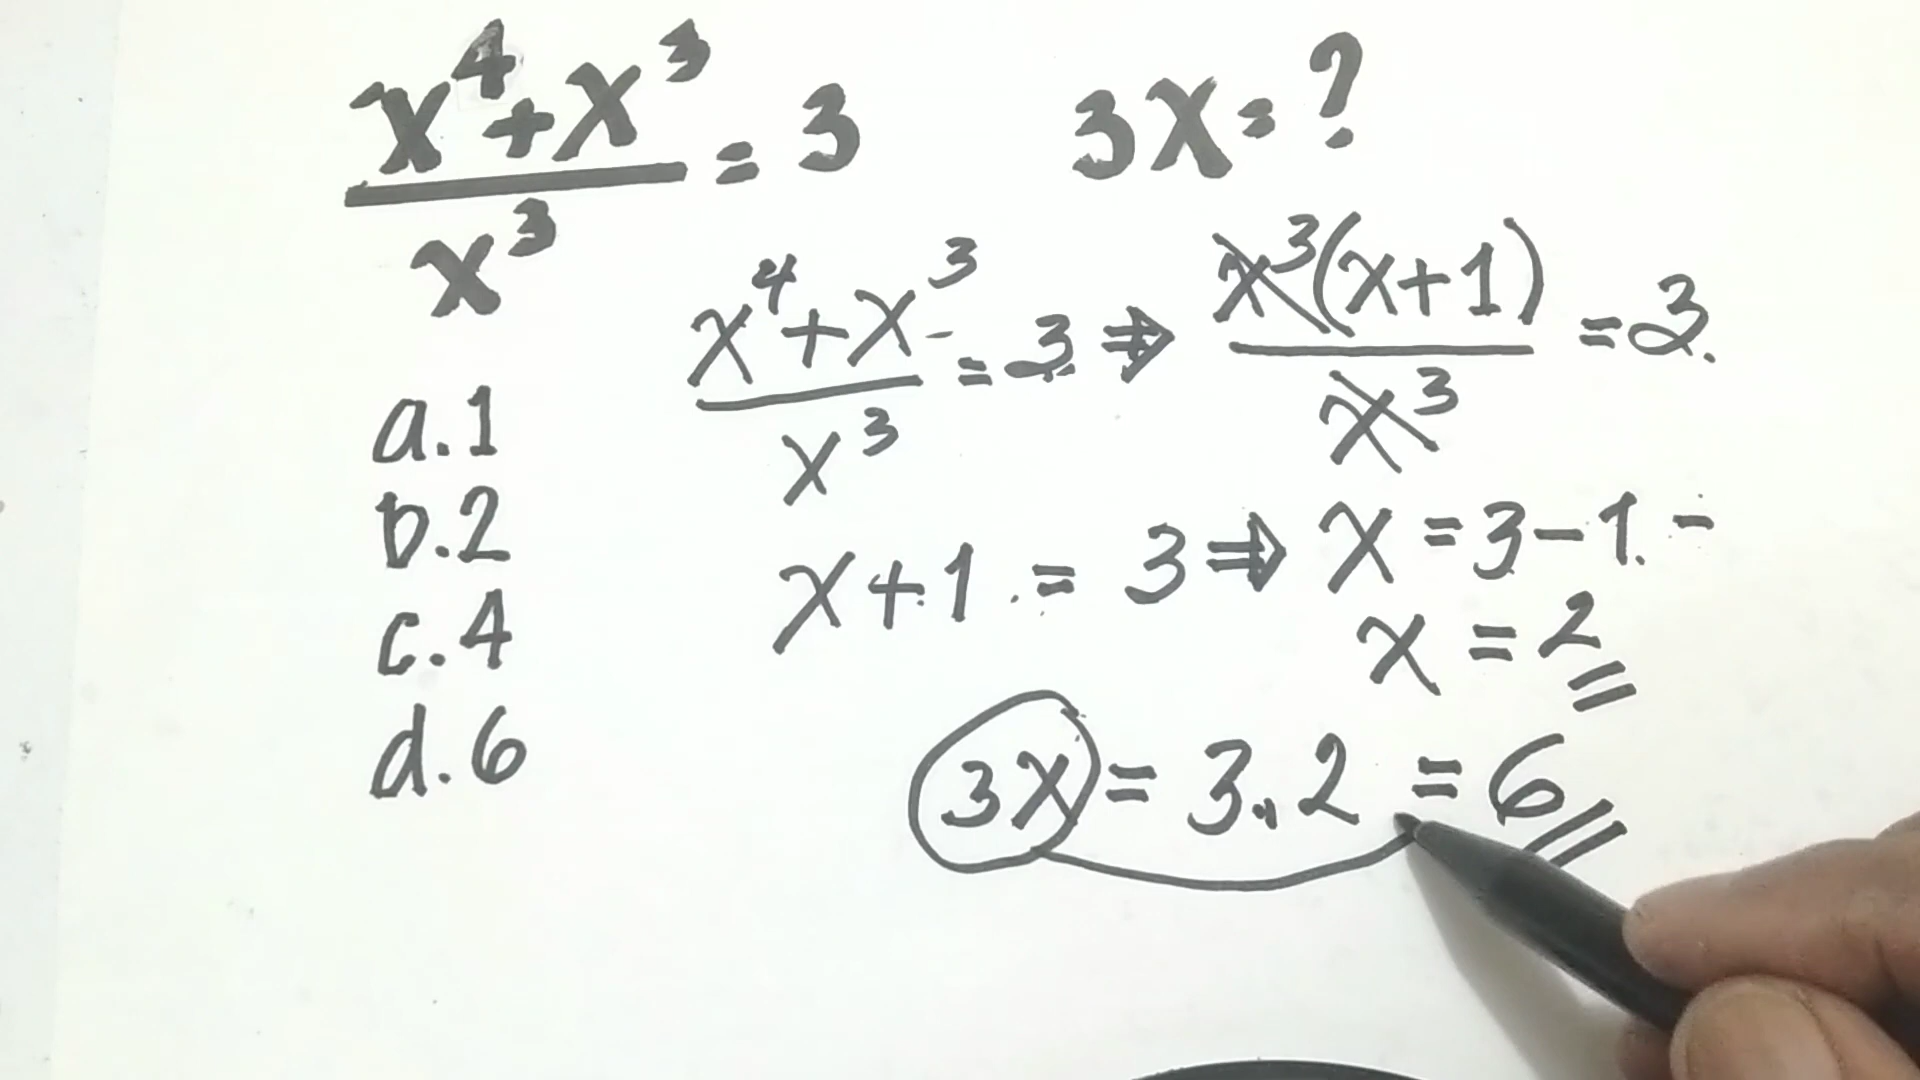 x⁴+x³ / x³ = 3    3x=?
x⁴+x³ / x³ = 3 ⇒ x³(x+1) / x³ = 3.
a.1
b.2
c.4
d.6
x+1 = 3 ⇒ x = 3-1 -
x = 2
3x = 3.2 = 6